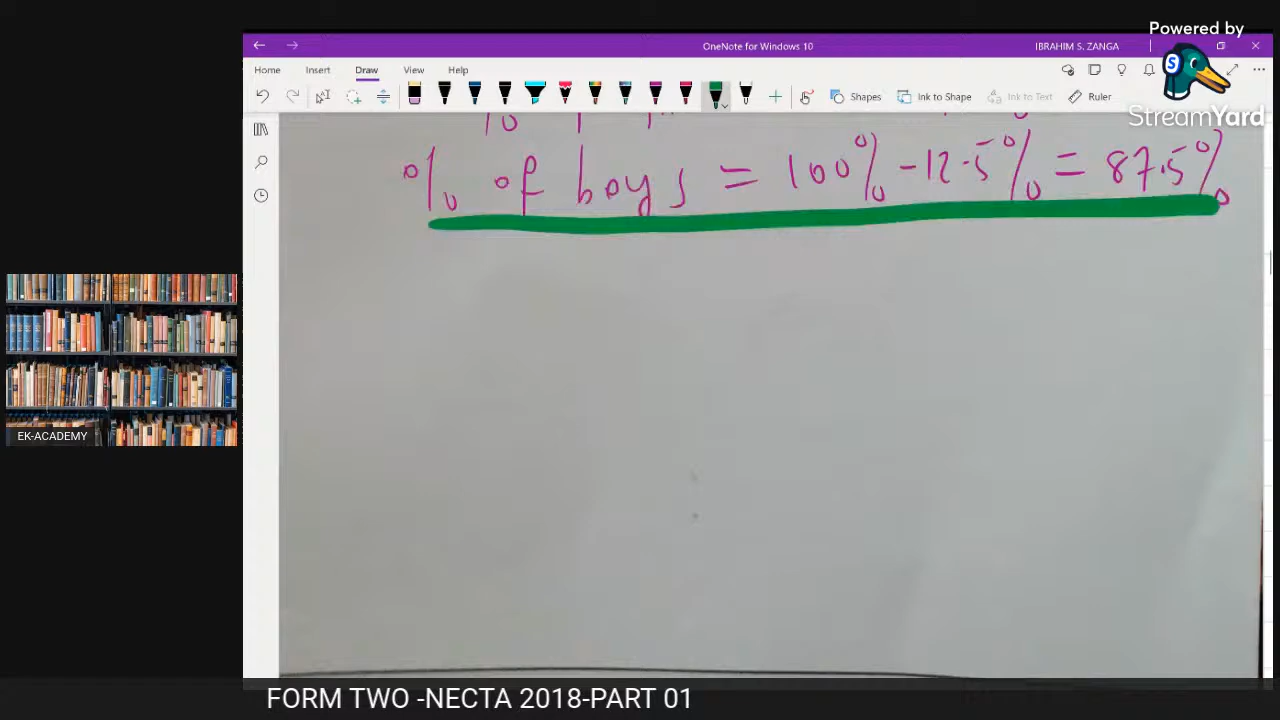 Powered by
StreamYard
OneNote for Windows 10
IBRAHIM S. ZANGA
Home Insert Draw View Help
Shapes Ink to Shape Ink to Text Ruler
% of boys = 100% - 12.5% = 87.5%
EK-ACADEMY
FORM TWO -NECTA 2018-PART 01